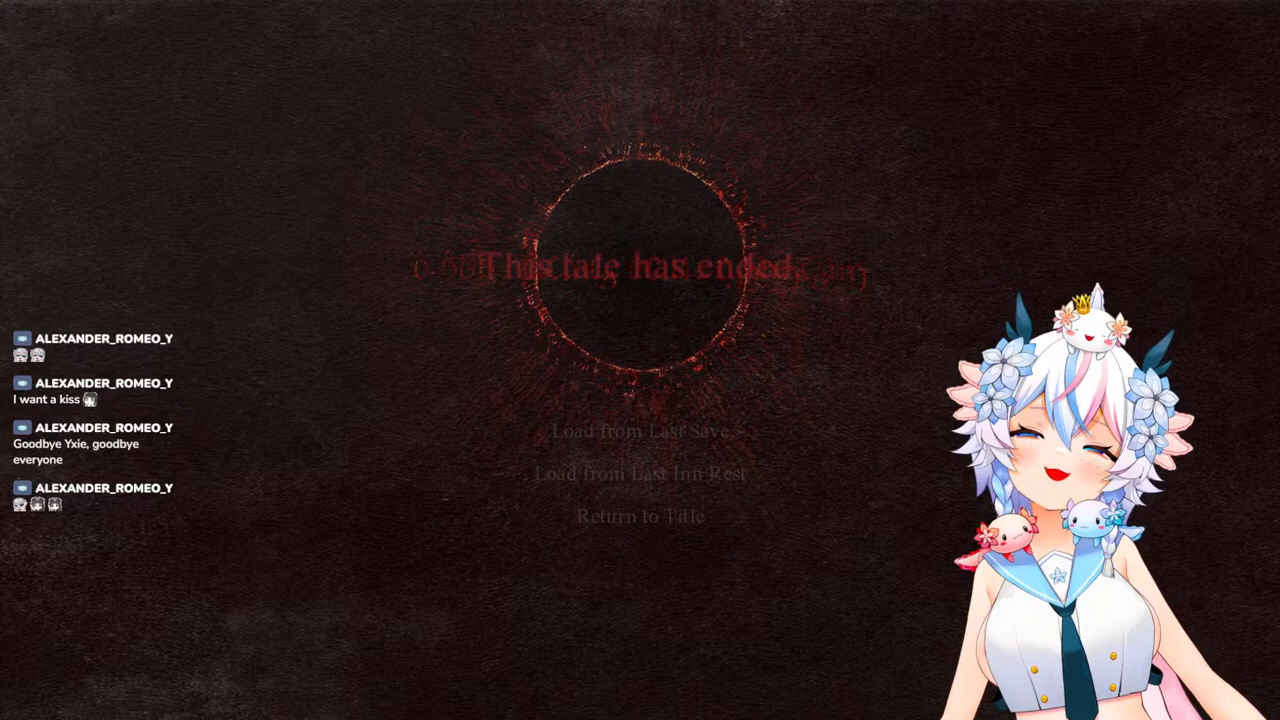 This tale has ended
Load from Last Save
Load from Last Inn Rest
Return to Title
ALEXANDER_ROMEO_Y
ALEXANDER_ROMEO_Y
I want a kiss
ALEXANDER_ROMEO_Y
Goodbye Yxie, goodbye
everyone
ALEXANDER_ROMEO_Y